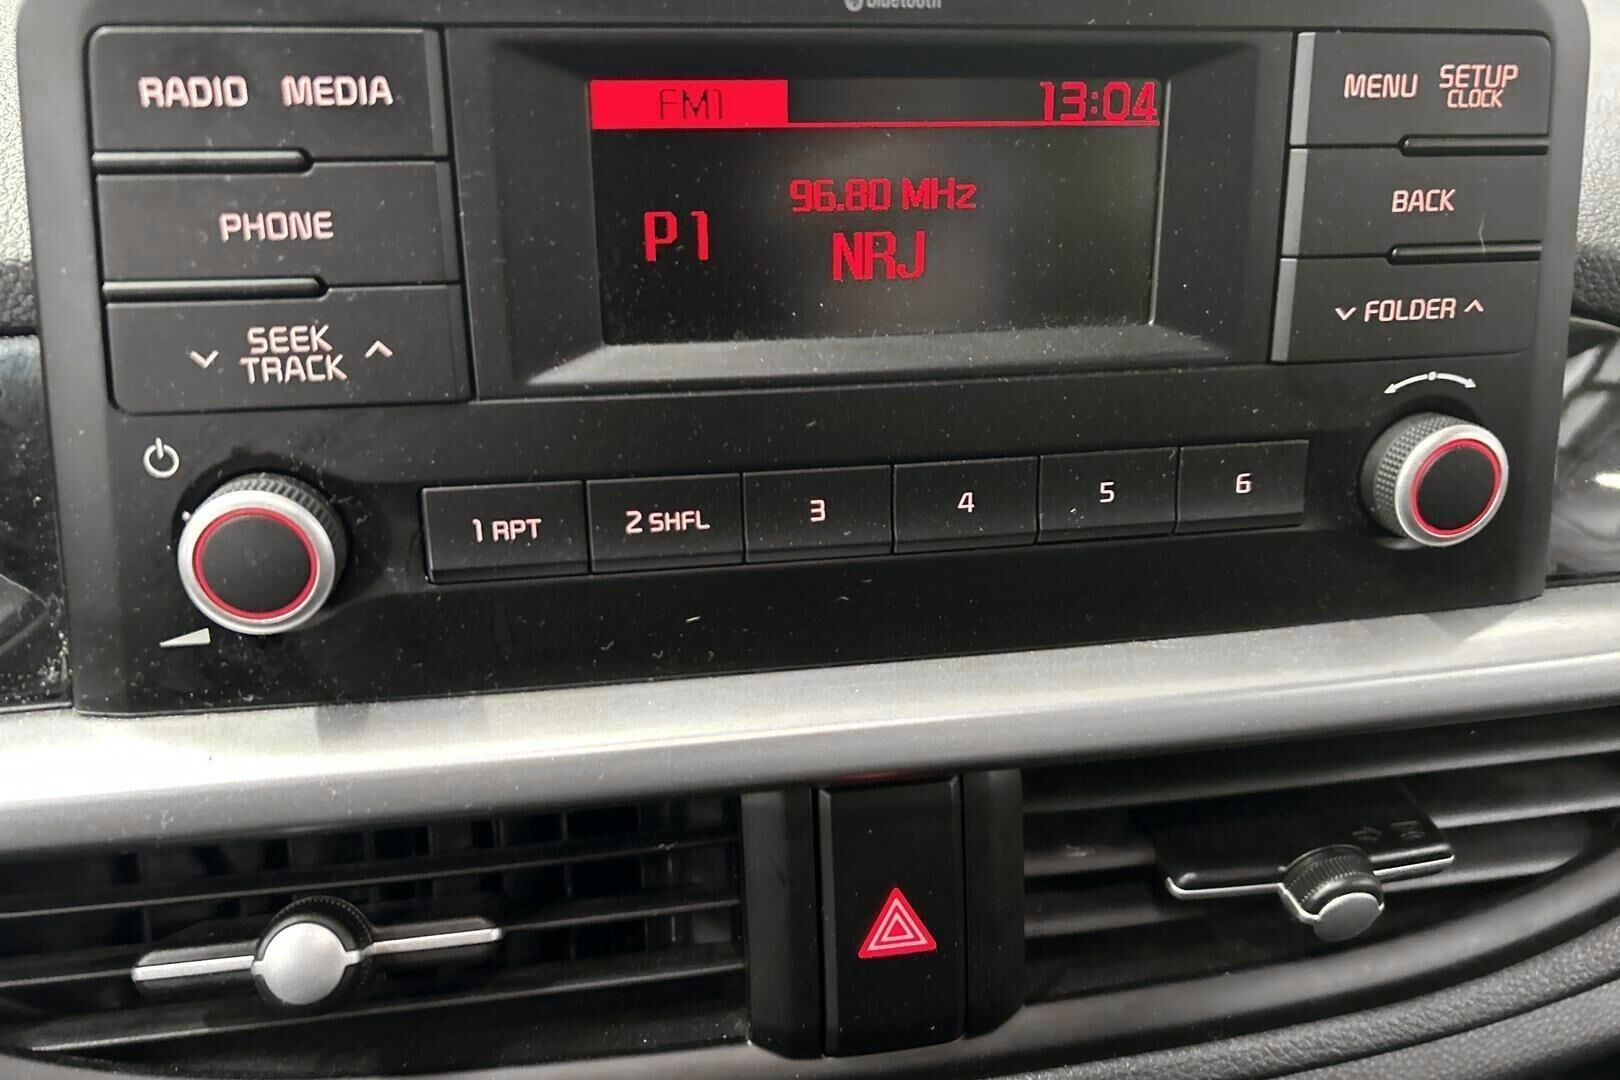 Bluetooth
RADIO MEDIA
FM1 13:04
MENU SETUP
CLOCK
PHONE
96.80 MHz
P1
NRJ
BACK
SEEK
TRACK
FOLDER
1 RPT
2 SHFL
3
4
5
6